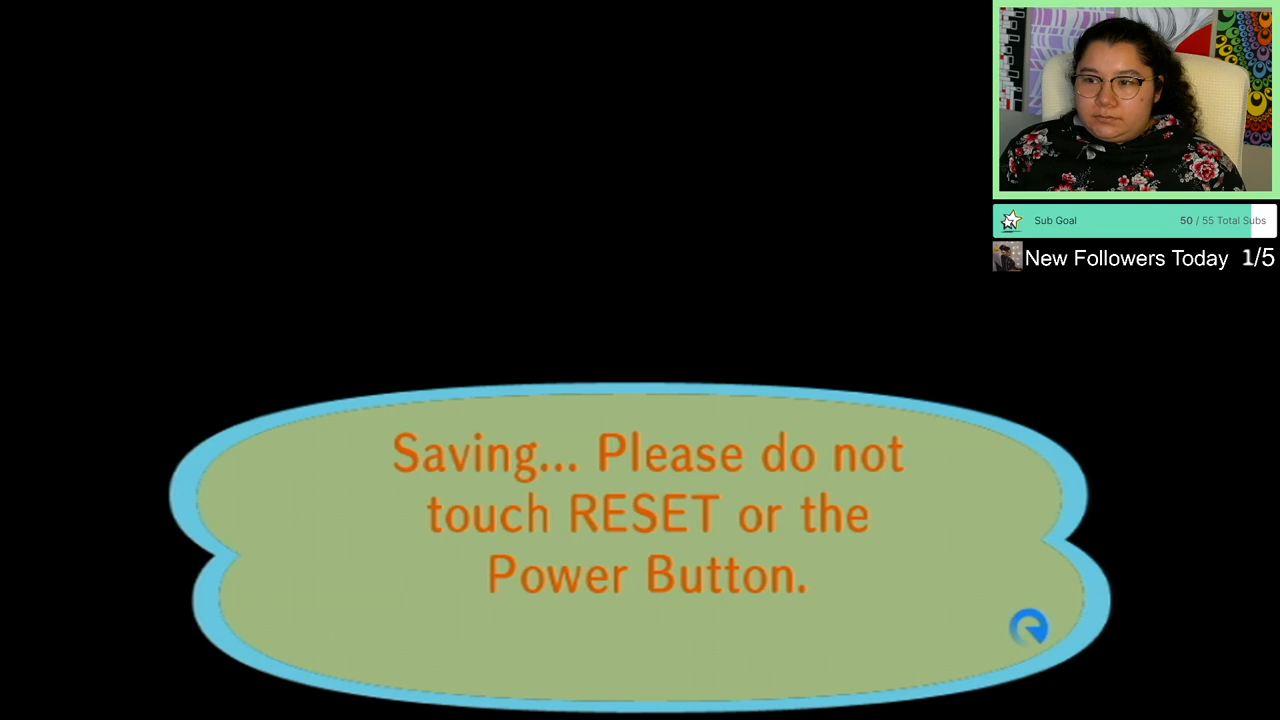 Sub Goal
50 / 55 Total Subs
New Followers Today 1/5
Saving... Please do not
touch RESET or the
Power Button.